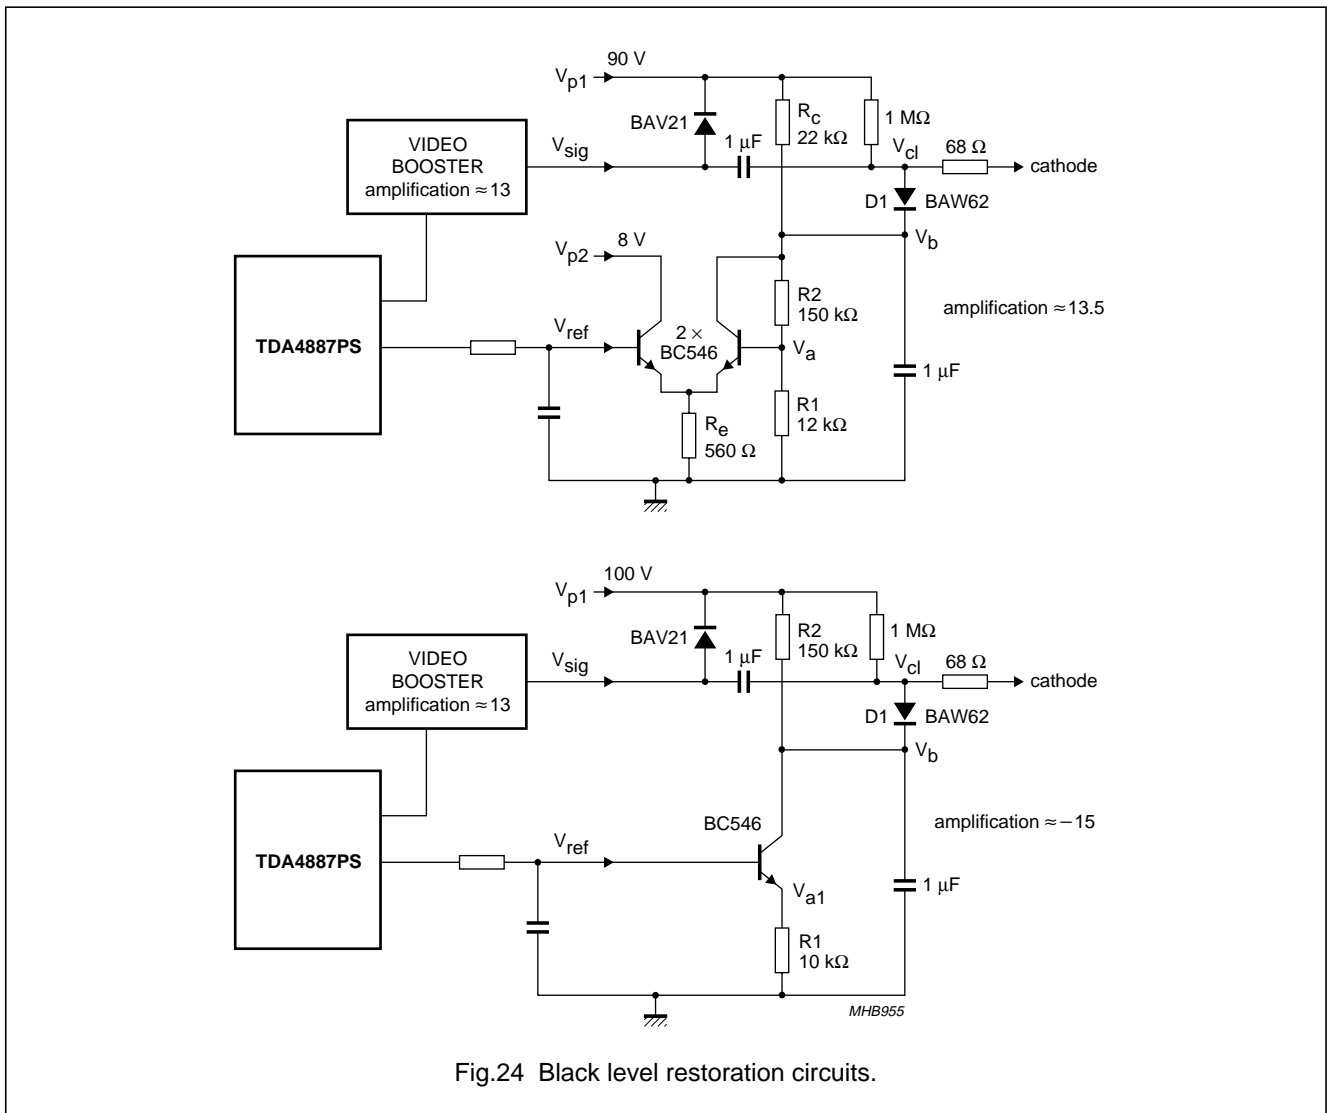 90 V
Vp1
BAV21
Rc
22 kΩ
1 MΩ
1 µF
VIDEO
BOOSTER
amplification ≈ 13
Vsig
Vcl
68 Ω
cathode
D1
BAW62
Vb
Vp2
8 V
TDA4887PS
Vref
2 ×
BC546
R2
150 kΩ
Va
amplification ≈ 13.5
1 µF
R1
12 kΩ
Re
560 Ω
100 V
Vp1
BAV21
R2
150 kΩ
1 MΩ
1 µF
VIDEO
BOOSTER
amplification ≈ 13
Vsig
Vcl
68 Ω
cathode
D1
BAW62
Vb
BC546
amplification ≈ −15
TDA4887PS
Vref
Va1
1 µF
R1
10 kΩ
MHB955
Fig.24 Black level restoration circuits.